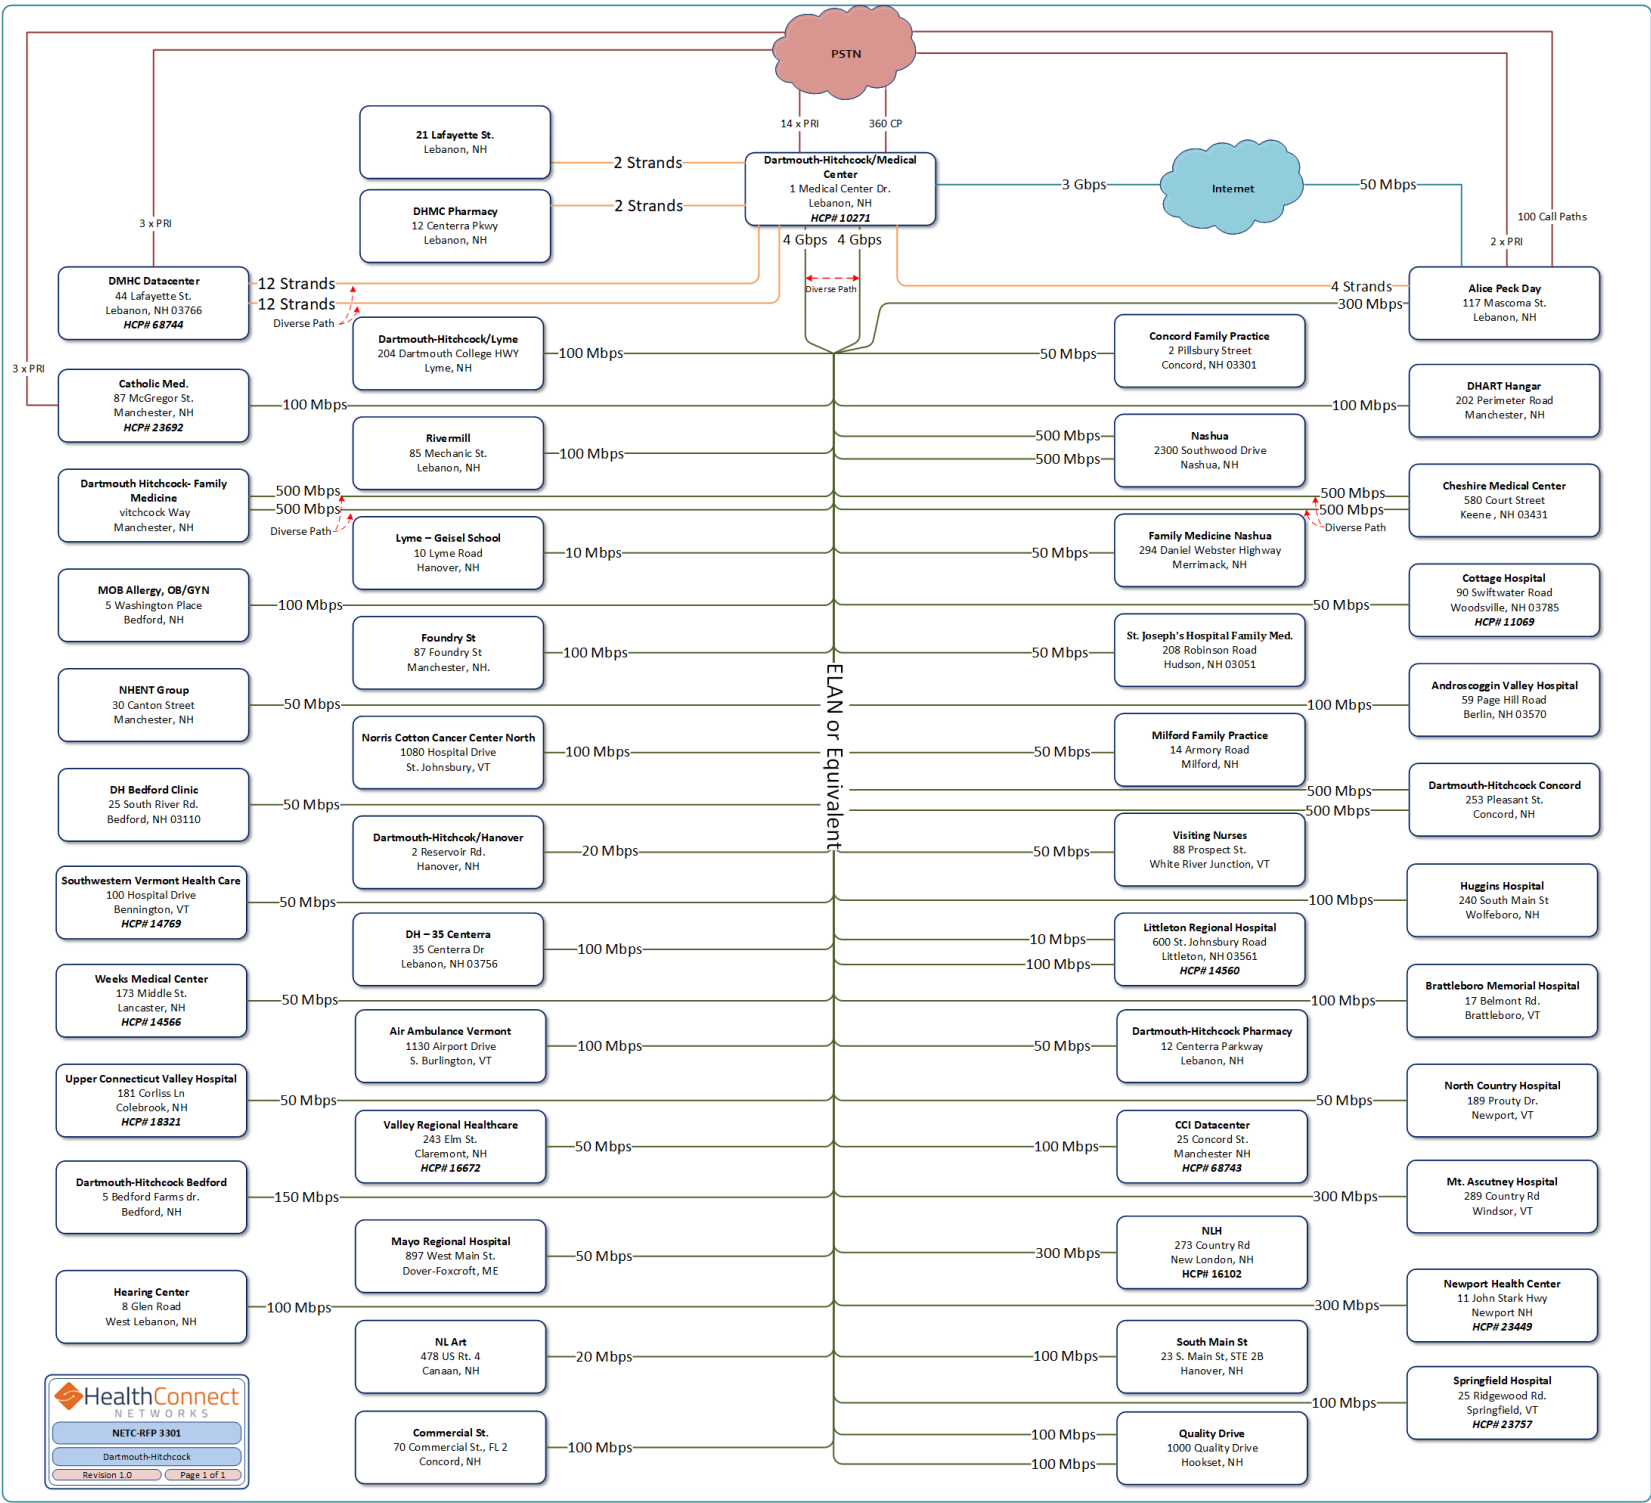 PSTN
14 x PRI
360 CP
21 Lafayette St.
Lebanon, NH
2 Strands
Dartmouth-Hitchcock/Medical
Center
1 Medical Center Dr.
Lebanon, NH
HCP# 10271
3 Gbps
Internet
50 Mbps
DHMC Pharmacy
12 Centerra Pkwy
Lebanon, NH
2 Strands
3 x PRI
100 Call Paths
2 x PRI
4 Gbps
4 Gbps
Diverse Path
DMHC Datacenter
44 Lafayette St.
Lebanon, NH 03766
HCP# 68744
12 Strands
12 Strands
Diverse Path
4 Strands
300 Mbps
Alice Peck Day
117 Mascoma St.
Lebanon, NH
Dartmouth-Hitchcock/Lyme
204 Dartmouth College HWY
Lyme, NH
100 Mbps
50 Mbps
Concord Family Practice
2 Pillsbury Street
Concord, NH 03301
3 x PRI
Catholic Med.
87 McGregor St.
Manchester, NH
HCP# 23692
100 Mbps
100 Mbps
DHART Hangar
202 Perimeter Road
Manchester, NH
Rivermill
85 Mechanic St.
Lebanon, NH
100 Mbps
500 Mbps
500 Mbps
Nashua
2300 Southwood Drive
Nashua, NH
Dartmouth Hitchcock- Family
Medicine
vitchcock Way
Manchester, NH
500 Mbps
500 Mbps
Diverse Path
500 Mbps
500 Mbps
Diverse Path
Cheshire Medical Center
580 Court Street
Keene , NH 03431
Lyme – Geisel School
10 Lyme Road
Hanover, NH
10 Mbps
50 Mbps
Family Medicine Nashua
294 Daniel Webster Highway
Merrimack, NH
MOB Allergy, OB/GYN
5 Washington Place
Bedford, NH
100 Mbps
50 Mbps
Cottage Hospital
90 Swiftwater Road
Woodsville, NH 03785
HCP# 11069
Foundry St
87 Foundry St
Manchester, NH.
100 Mbps
50 Mbps
St. Joseph's Hospital Family Med.
208 Robinson Road
Hudson, NH 03051
ELAN or Equivalent
NHENT Group
30 Canton Street
Manchester, NH
50 Mbps
100 Mbps
Androscoggin Valley Hospital
59 Page Hill Road
Berlin, NH 03570
Norris Cotton Cancer Center North
1080 Hospital Drive
St. Johnsbury, VT
100 Mbps
50 Mbps
Milford Family Practice
14 Armory Road
Milford, NH
DH Bedford Clinic
25 South River Rd.
Bedford, NH 03110
50 Mbps
500 Mbps
500 Mbps
Dartmouth-Hitchcock Concord
253 Pleasant St.
Concord, NH
Dartmouth-Hitchcok/Hanover
2 Reservoir Rd.
Hanover, NH
20 Mbps
50 Mbps
Visiting Nurses
88 Prospect St.
White River Junction, VT
Southwestern Vermont Health Care
100 Hospital Drive
Bennington, VT
HCP# 14769
50 Mbps
100 Mbps
Huggins Hospital
240 South Main St
Wolfeboro, NH
DH – 35 Centerra
35 Centerra Dr
Lebanon, NH 03756
100 Mbps
10 Mbps
100 Mbps
Littleton Regional Hospital
600 St. Johnsbury Road
Littleton, NH 03561
HCP# 14560
Weeks Medical Center
173 Middle St.
Lancaster, NH
HCP# 14566
50 Mbps
100 Mbps
Brattleboro Memorial Hospital
17 Belmont Rd.
Brattleboro, VT
Air Ambulance Vermont
1130 Airport Drive
S. Burlington, VT
100 Mbps
50 Mbps
Dartmouth-Hitchcock Pharmacy
12 Centerra Parkway
Lebanon, NH
Upper Connecticut Valley Hospital
181 Corliss Ln
Colebrook, NH
HCP# 18321
50 Mbps
50 Mbps
North Country Hospital
189 Prouty Dr.
Newport, VT
Valley Regional Healthcare
243 Elm St.
Claremont, NH
HCP# 16672
50 Mbps
100 Mbps
CCI Datacenter
25 Concord St.
Manchester NH
HCP# 68743
Dartmouth-Hitchcock Bedford
5 Bedford Farms dr.
Bedford, NH
150 Mbps
300 Mbps
Mt. Ascutney Hospital
289 Country Rd
Windsor, VT
Mayo Regional Hospital
897 West Main St.
Dover-Foxcroft, ME
50 Mbps
300 Mbps
NLH
273 Country Rd
New London, NH
HCP# 16102
Hearing Center
8 Glen Road
West Lebanon, NH
100 Mbps
300 Mbps
Newport Health Center
11 John Stark Hwy
Newport NH
HCP# 23449
NL Art
478 US Rt. 4
Canaan, NH
20 Mbps
100 Mbps
South Main St
23 S. Main St, STE 2B
Hanover, NH
100 Mbps
Springfield Hospital
25 Ridgewood Rd.
Springfield, VT
HCP# 23757
Commercial St.
70 Commercial St., FL 2
Concord, NH
100 Mbps
100 Mbps
100 Mbps
Quality Drive
1000 Quality Drive
Hookset, NH
HealthConnect
NETWORKS
NETC-RFP 3301
Dartmouth-Hitchcock
Revision 1.0
Page 1 of 1